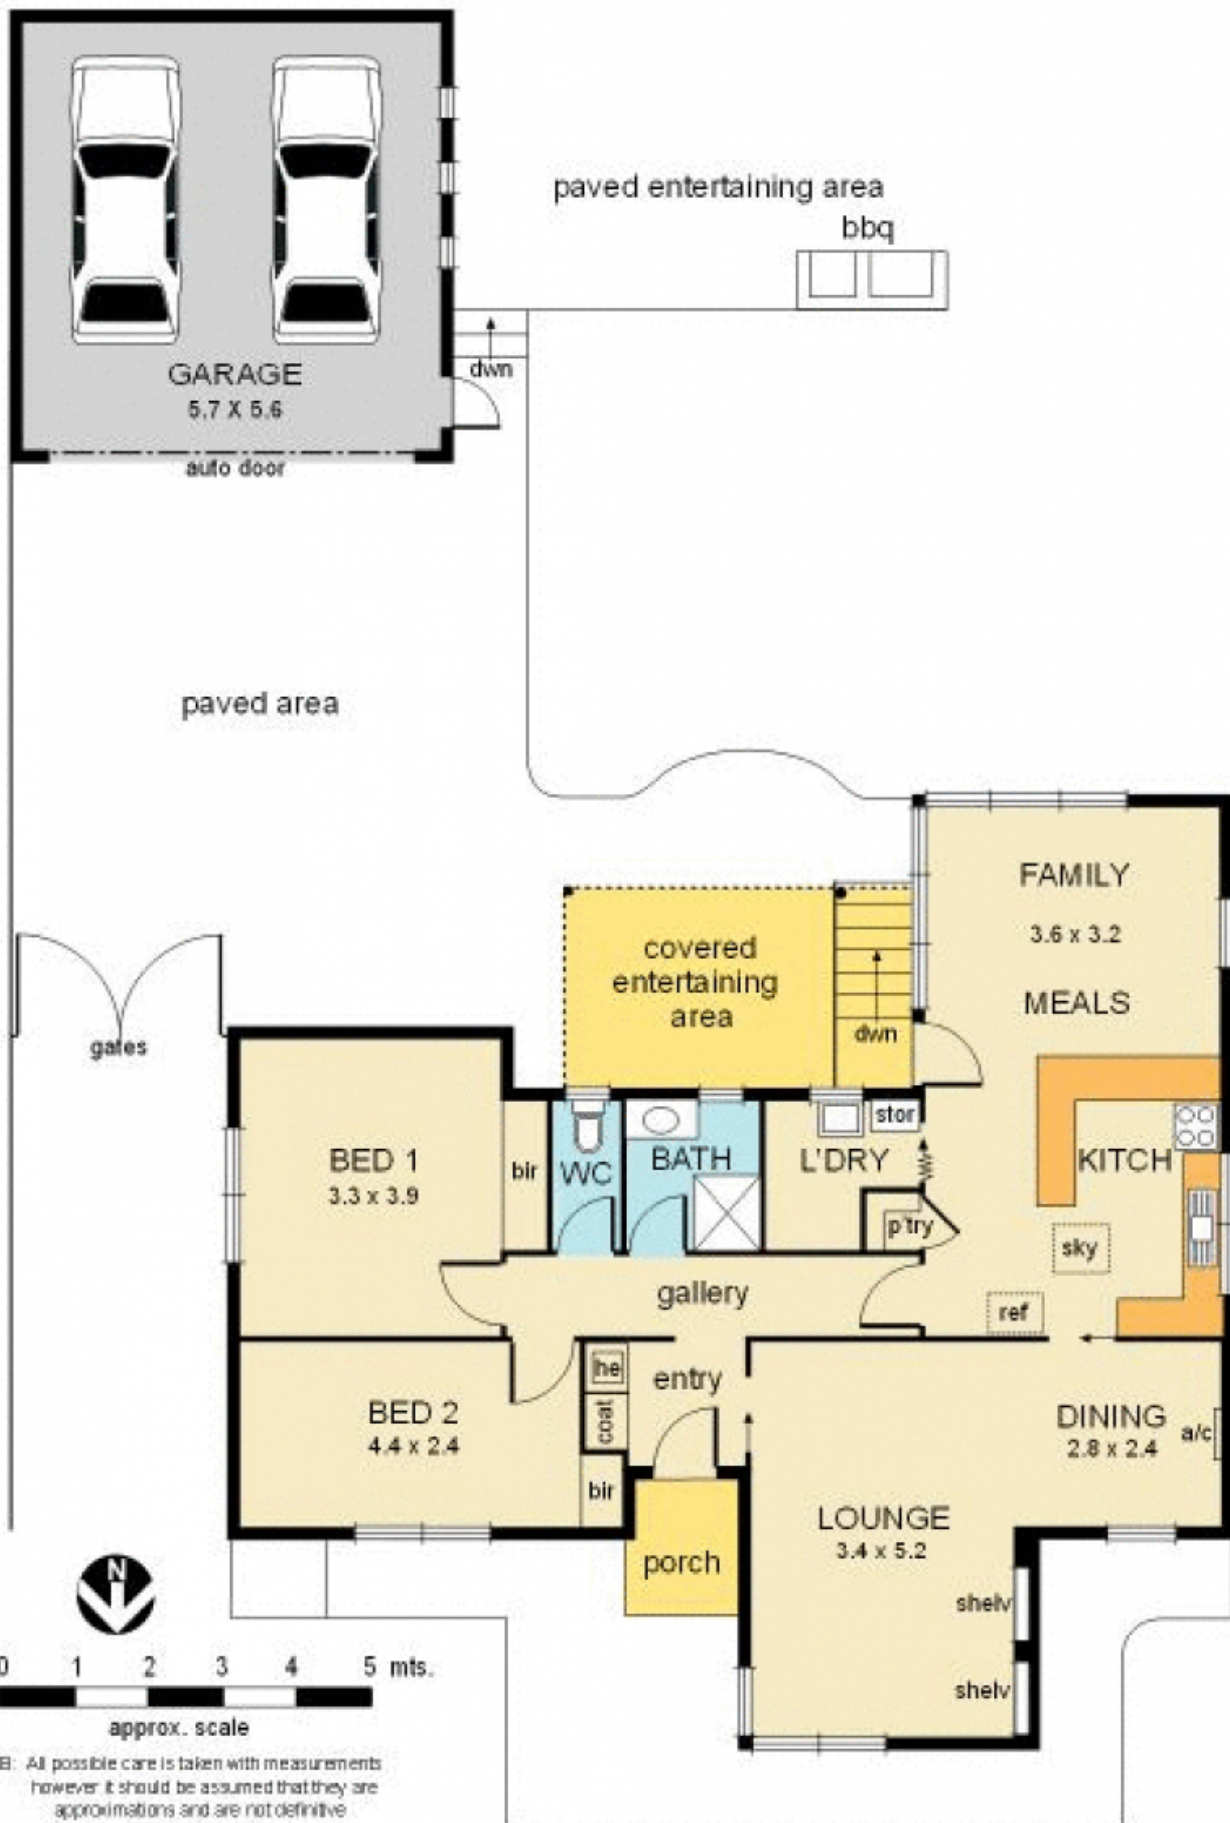 paved entertaining area
bbq
GARAGE
5.7 X 5.6
dwn
auto door
paved area
FAMILY
3.6 x 3.2
MEALS
covered
entertaining
area
dwn
gates
BED 1
3.3 x 3.9
bir
WC
BATH
L'DRY
stor
p'try
KITCH
sky
ref
gallery
he
coat
entry
BED 2
4.4 x 2.4
bir
DINING
2.8 x 2.4
a/c
LOUNGE
3.4 x 5.2
porch
shelv
shelv
N
0 1 2 3 4 5 mts.
approx. scale
B: All possible care is taken with measurements
however it should be assumed that they are
approximations and are not definitive